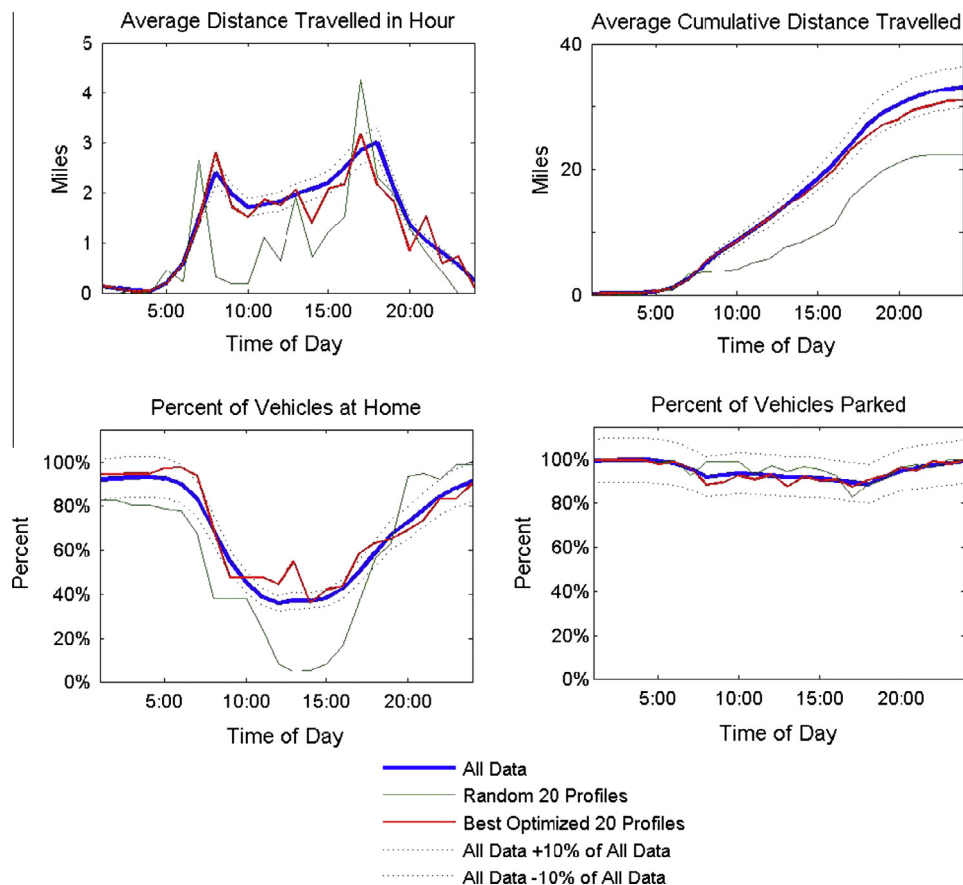 Average Distance Travelled in Hour
5
4
3
2
1
0
Miles
5:00 10:00 15:00 20:00
Time of Day
Average Cumulative Distance Travelled
40
20
0
Miles
5:00 10:00 15:00 20:00
Time of Day
Percent of Vehicles at Home
100%
80%
60%
40%
20%
0%
Percent
5:00 10:00 15:00 20:00
Time of Day
Percent of Vehicles Parked
100%
80%
60%
40%
20%
0%
Percent
5:00 10:00 15:00 20:00
Time of Day
All Data
Random 20 Profiles
Best Optimized 20 Profiles
All Data +10% of All Data
All Data -10% of All Data